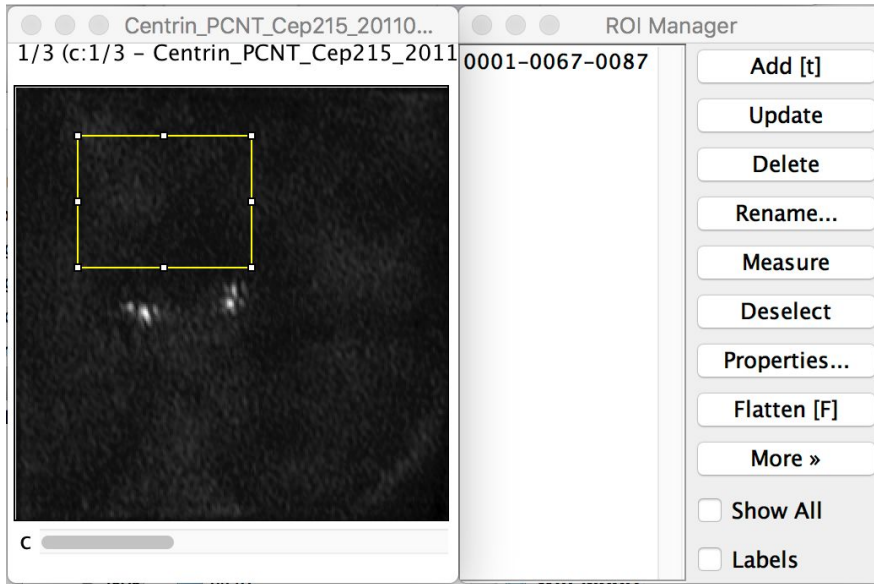 Centrin_PCNT_Cep215_20110...
1/3 (c:1/3 – Centrin_PCNT_Cep215_2011
c
ROI Manager
0001-0067-0087
Add [t]
Update
Delete
Rename...
Measure
Deselect
Properties...
Flatten [F]
More »
Show All
Labels